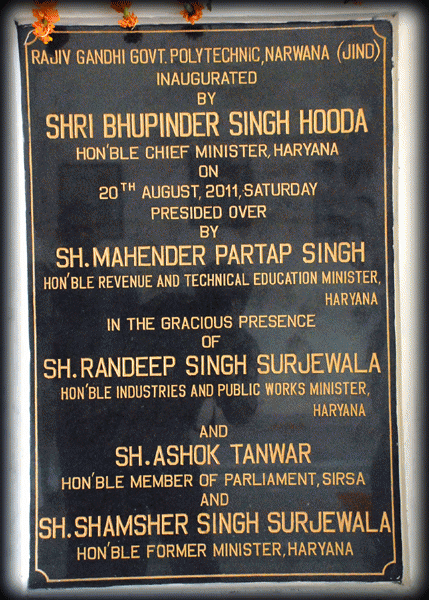 RAJIV GANDHI GOVT. POLYTECHNIC, NARWANA (JIND)
INAUGURATED
BY
SHRI BHUPINDER SINGH HOODA
HON'BLE CHIEF MINISTER, HARYANA
ON
20TH AUGUST, 2011, SATURDAY
PRESIDED OVER
BY
SH. MAHENDER PARTAP SINGH
HON'BLE REVENUE AND TECHNICAL EDUCATION MINISTER,
HARYANA
IN THE GRACIOUS PRESENCE
OF
SH. RANDEEP SINGH SURJEWALA
HON'BLE INDUSTRIES AND PUBLIC WORKS MINISTER,
HARYANA
AND
SH. ASHOK TANWAR
HON'BLE MEMBER OF PARLIAMENT, SIRSA
AND
SH. SHAMSHER SINGH SURJEWALA
HON'BLE FORMER MINISTER, HARYANA